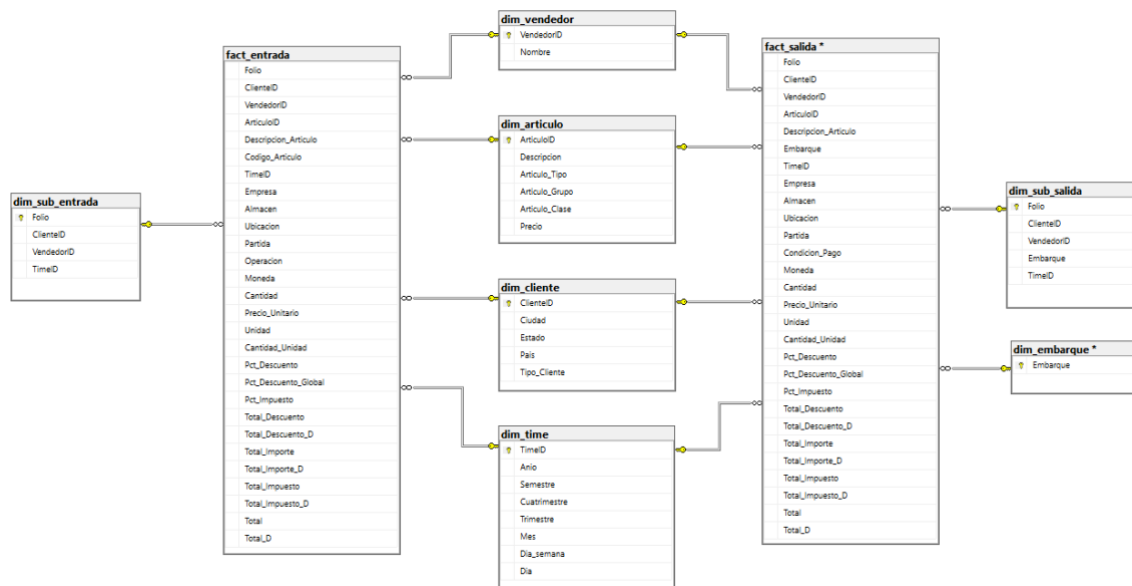 dim_sub_entrada
Folio
ClienteID
VendedorID
TimeID
fact_entrada
Folio
ClienteID
VendedorID
ArticuloID
Descripcion_Articulo
Codigo_Articulo
TimeID
Empresa
Almacen
Ubicacion
Partida
Operacion
Moneda
Cantidad
Precio_Unitario
Unidad
Cantidad_Unidad
Pct_Descuento
Pct_Descuento_Global
Pct_Impuesto
Total_Descuento
Total_Descuento_D
Total_Importe
Total_Importe_D
Total_Impuesto
Total_Impuesto_D
Total
Total_D
dim_vendedor
VendedorID
Nombre
dim_articulo
ArticuloID
Descripcion
Articulo_Tipo
Articulo_Grupo
Articulo_Clase
Precio
dim_cliente
ClienteID
Ciudad
Estado
Pais
Tipo_Cliente
dim_time
TimeID
Anio
Semestre
Cuatrimestre
Trimestre
Mes
Dia_semana
Dia
fact_salida *
Folio
ClienteID
VendedorID
ArticuloID
Descripcion_Articulo
Embarque
TimeID
Empresa
Almacen
Ubicacion
Partida
Condicion_Pago
Moneda
Cantidad
Precio_Unitario
Unidad
Cantidad_Unidad
Pct_Descuento
Pct_Descuento_Global
Pct_Impuesto
Total_Descuento
Total_Descuento_D
Total_Importe
Total_Importe_D
Total_Impuesto
Total_Impuesto_D
Total
Total_D
dim_sub_salida
Folio
ClienteID
VendedorID
Embarque
TimeID
dim_embarque *
Embarque